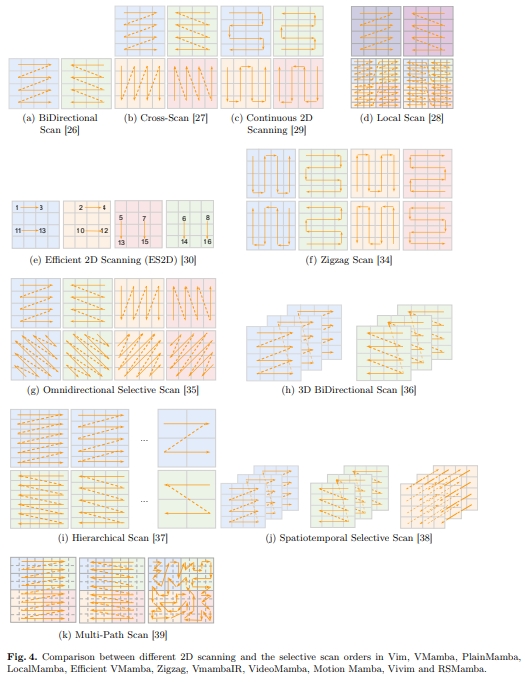 (a) BiDirectional
Scan [26]
(b) Cross-Scan [27]
(c) Continuous 2D
Scanning [29]
(d) Local Scan [28]
1 3
11 13
2 4
10 12
5 7
13 15
6 8
14 16
(e) Efficient 2D Scanning (ES2D) [30]
(f) Zigzag Scan [34]
(g) Omnidirectional Selective Scan [35]
(h) 3D BiDirectional Scan [36]
...
...
(i) Hierarchical Scan [37]
(j) Spatiotemporal Selective Scan [38]
(k) Multi-Path Scan [39]
Fig. 4. Comparison between different 2D scanning and the selective scan orders in Vim, VMamba, PlainMamba,
LocalMamba, Efficient VMamba, Zigzag, VmambaIR, VideoMamba, Motion Mamba, Vivim and RSMamba.